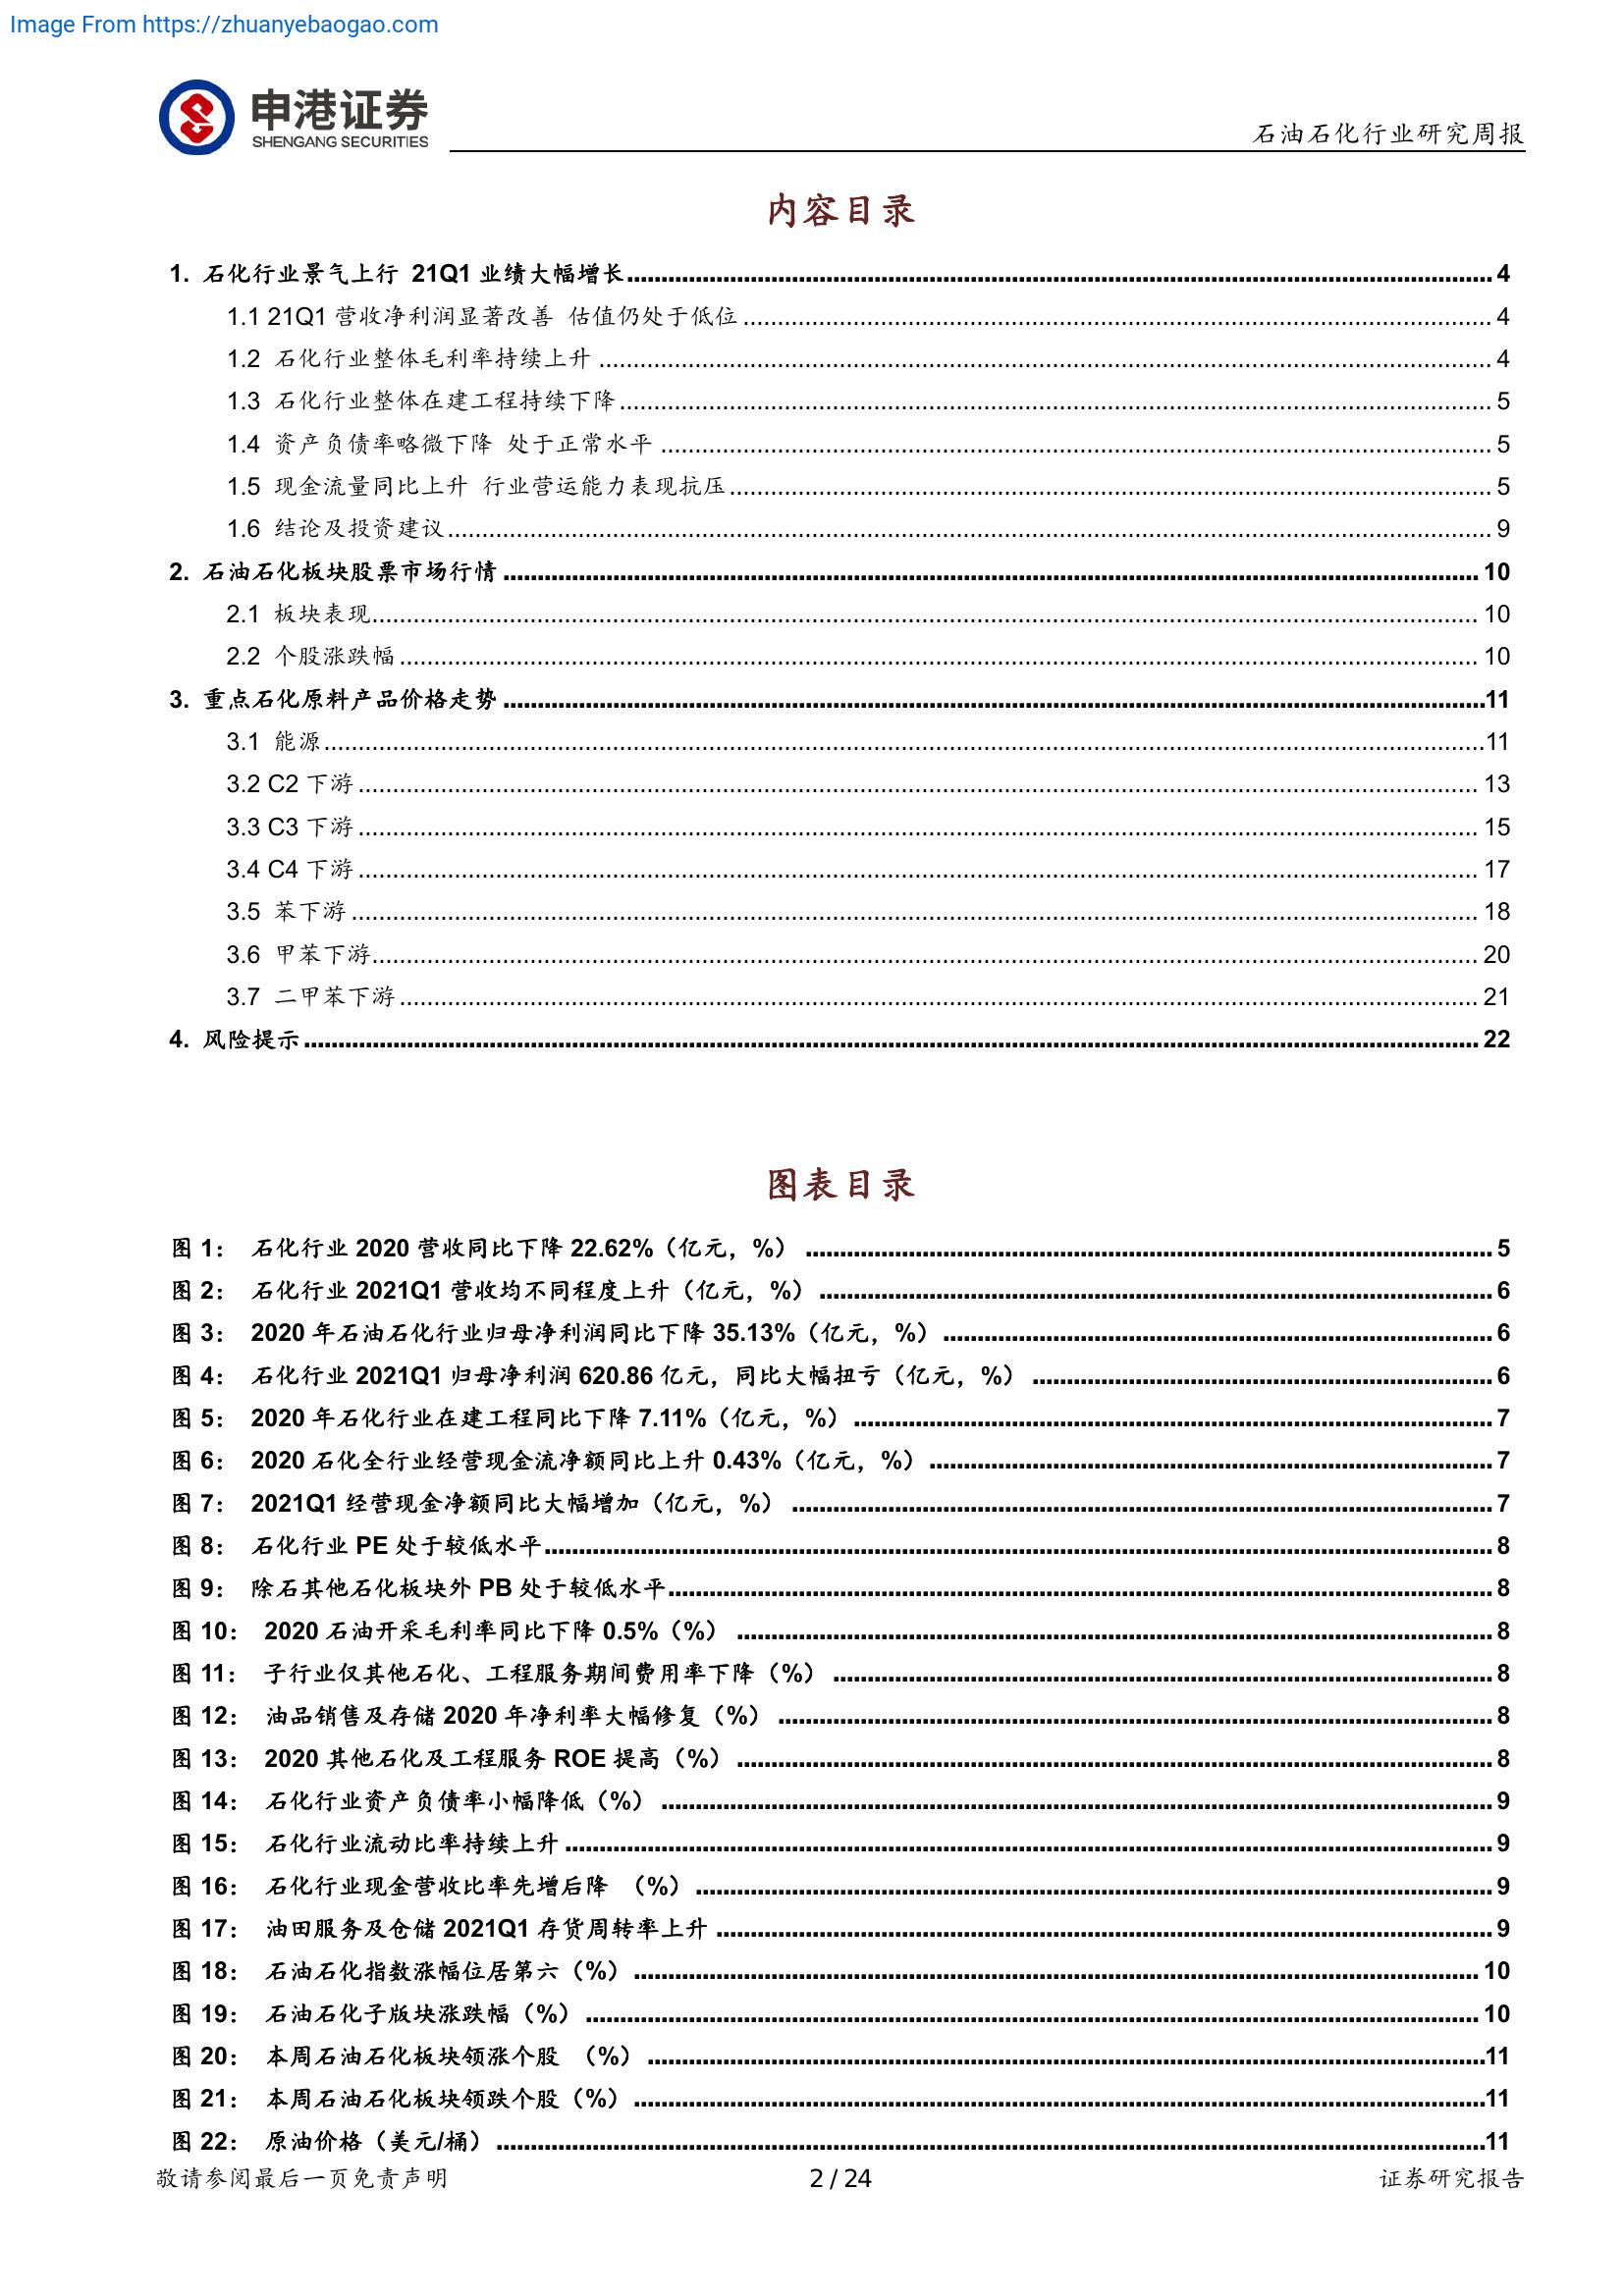 Image From https://zhuanyebaogao.com
申港证券
SHENGANG SECURITIES
石油石化行业研究周报
内容目录
1. 石化行业景气上行 21Q1 业绩大幅增长 4
1.1 21Q1 营收净利润显著改善 估值仍处于低位 4
1.2 石化行业整体毛利率持续上升 4
1.3 石化行业整体在建工程持续下降 5
1.4 资产负债率略微下降 处于正常水平 5
1.5 现金流量同比上升 行业营运能力表现抗压 5
1.6 结论及投资建议 9
2. 石油石化板块股票市场行情 10
2.1 板块表现 10
2.2 个股涨跌幅 10
3. 重点石化原料产品价格走势 11
3.1 能源 11
3.2 C2 下游 13
3.3 C3 下游 15
3.4 C4 下游 17
3.5 苯下游 18
3.6 甲苯下游 20
3.7 二甲苯下游 21
4. 风险提示 22
图表目录
图 1： 石化行业 2020 营收同比下降 22.62%（亿元，%） 5
图 2： 石化行业 2021Q1 营收均不同程度上升（亿元，%） 6
图 3： 2020 年石油石化行业归母净利润同比下降 35.13%（亿元，%） 6
图 4： 石化行业 2021Q1 归母净利润 620.86 亿元，同比大幅扭亏（亿元，%） 6
图 5： 2020 年石化行业在建工程同比下降 7.11%（亿元，%） 7
图 6： 2020 石化全行业经营现金流净额同比上升 0.43%（亿元，%） 7
图 7： 2021Q1 经营现金净额同比大幅增加（亿元，%） 7
图 8： 石化行业 PE 处于较低水平 8
图 9： 除石其他石化板块外 PB 处于较低水平 8
图 10： 2020 石油开采毛利率同比下降 0.5%（%） 8
图 11： 子行业仅其他石化、工程服务期间费用率下降（%） 8
图 12： 油品销售及存储 2020 年净利率大幅修复（%） 8
图 13： 2020 其他石化及工程服务 ROE 提高（%） 8
图 14： 石化行业资产负债率小幅降低（%） 9
图 15： 石化行业流动比率持续上升 9
图 16： 石化行业现金营收比率先增后降 （%） 9
图 17： 油田服务及仓储 2021Q1 存货周转率上升 9
图 18： 石油石化指数涨幅位居第六（%） 10
图 19： 石油石化子版块涨跌幅（%） 10
图 20： 本周石油石化板块领涨个股 （%） 11
图 21： 本周石油石化板块领跌个股（%） 11
图 22： 原油价格（美元/桶） 11
敬请参阅最后一页免责声明 2 / 24 证券研究报告